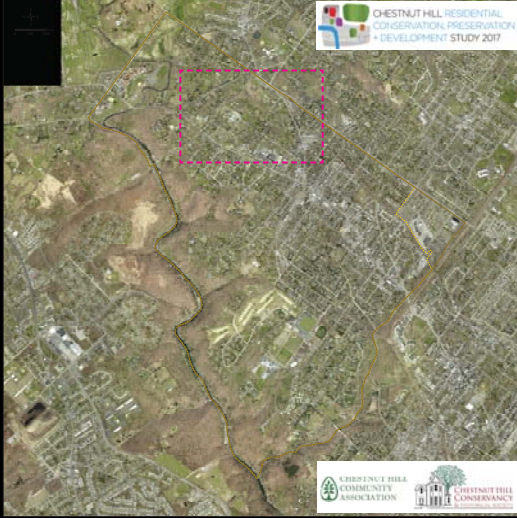 CHESTNUT HILL RESIDENTIAL
CONSERVATION, PRESERVATION
+ DEVELOPMENT STUDY 2017
CHESTNUT HILL
COMMUNITY
ASSOCIATION
CHESTNUT HILL
CONSERVANCY